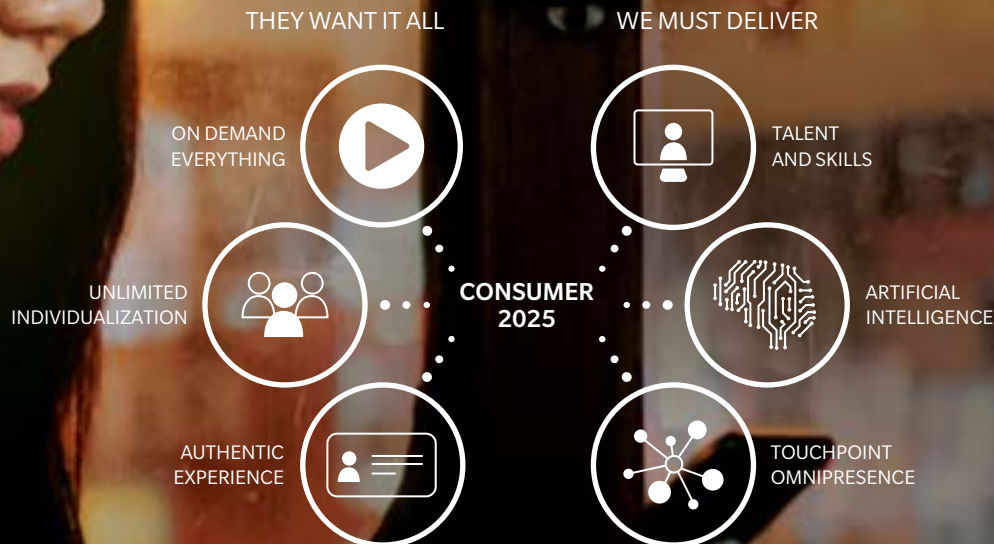 THEY WANT IT ALL
WE MUST DELIVER
ON DEMAND
EVERYTHING
TALENT
AND SKILLS
UNLIMITED
INDIVIDUALIZATION
CONSUMER
2025
ARTIFICIAL
INTELLIGENCE
AUTHENTIC
EXPERIENCE
TOUCHPOINT
OMNIPRESENCE